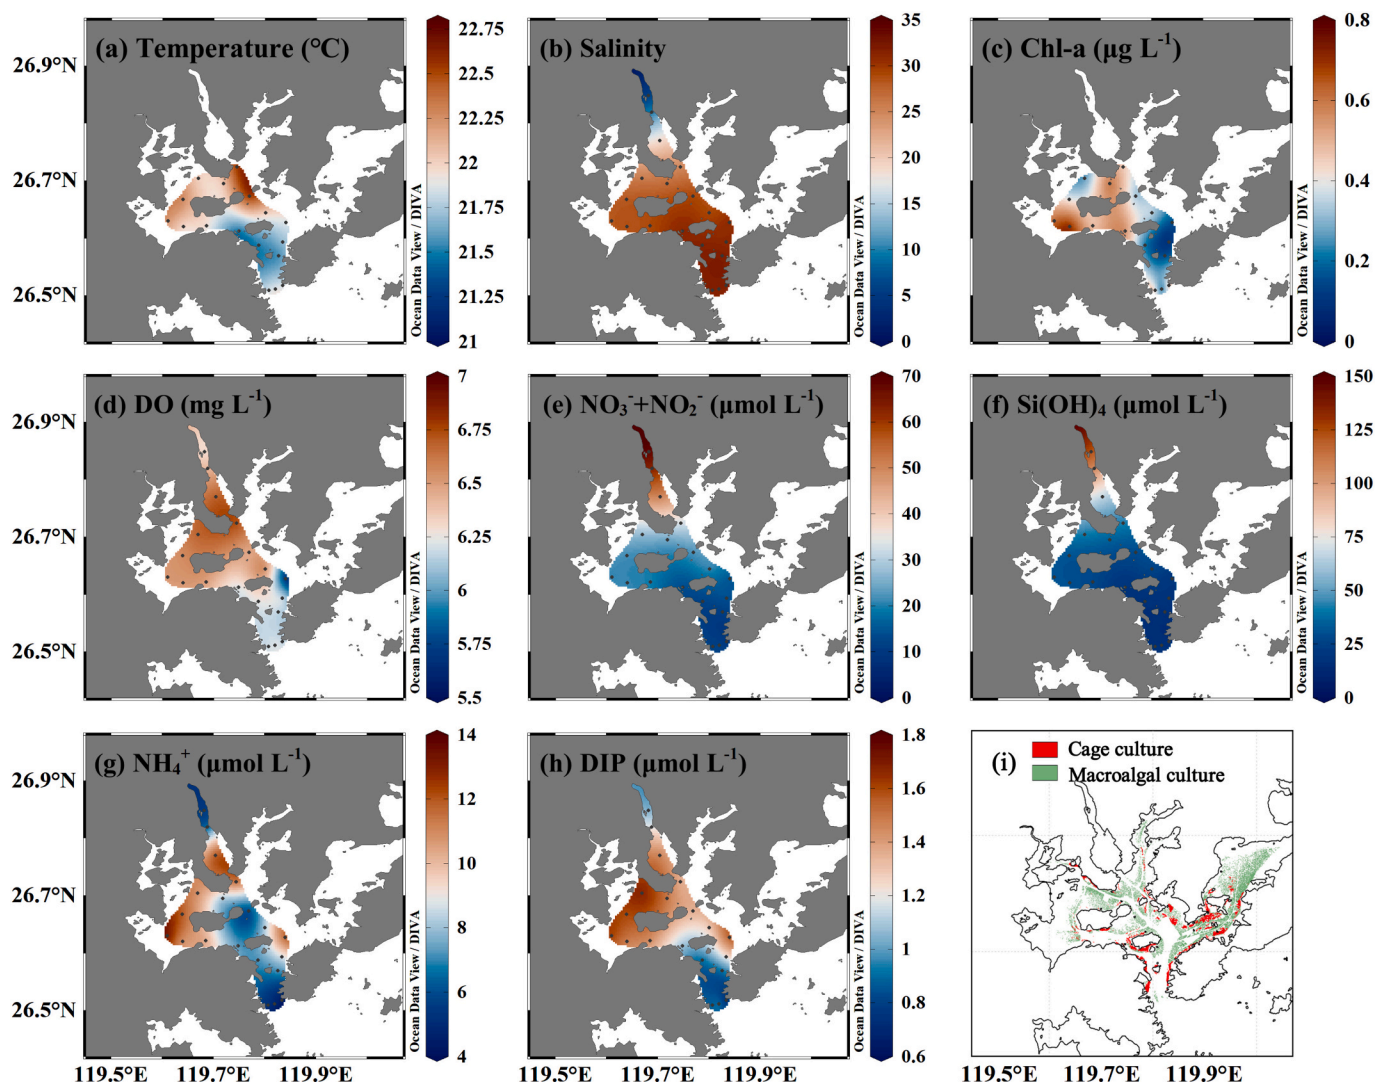 (a) Temperature (°C)
22.75
22.5
22.25
22
21.75
21.5
21.25
21
26.9°N
26.7°N
26.5°N
Ocean Data View / DIVA
(b) Salinity
35
30
25
20
15
10
5
0
Ocean Data View / DIVA
(c) Chl-a (μg L⁻¹)
0.8
0.6
0.4
0.2
0
Ocean Data View / DIVA
(d) DO (mg L⁻¹)
7
6.75
6.5
6.25
6
5.75
5.5
26.9°N
26.7°N
26.5°N
Ocean Data View / DIVA
(e) NO₃⁻+NO₂⁻ (μmol L⁻¹)
70
60
50
40
30
20
10
0
Ocean Data View / DIVA
(f) Si(OH)₄ (μmol L⁻¹)
150
125
100
75
50
25
0
Ocean Data View / DIVA
(g) NH₄⁺ (μmol L⁻¹)
14
12
10
8
6
4
26.9°N
26.7°N
26.5°N
119.5°E 119.7°E 119.9°E
Ocean Data View / DIVA
(h) DIP (μmol L⁻¹)
1.8
1.6
1.4
1.2
1
0.8
0.6
119.5°E 119.7°E 119.9°E
Ocean Data View / DIVA
(i)
Cage culture
Macroalgal culture
119.5°E 119.7°E 119.9°E